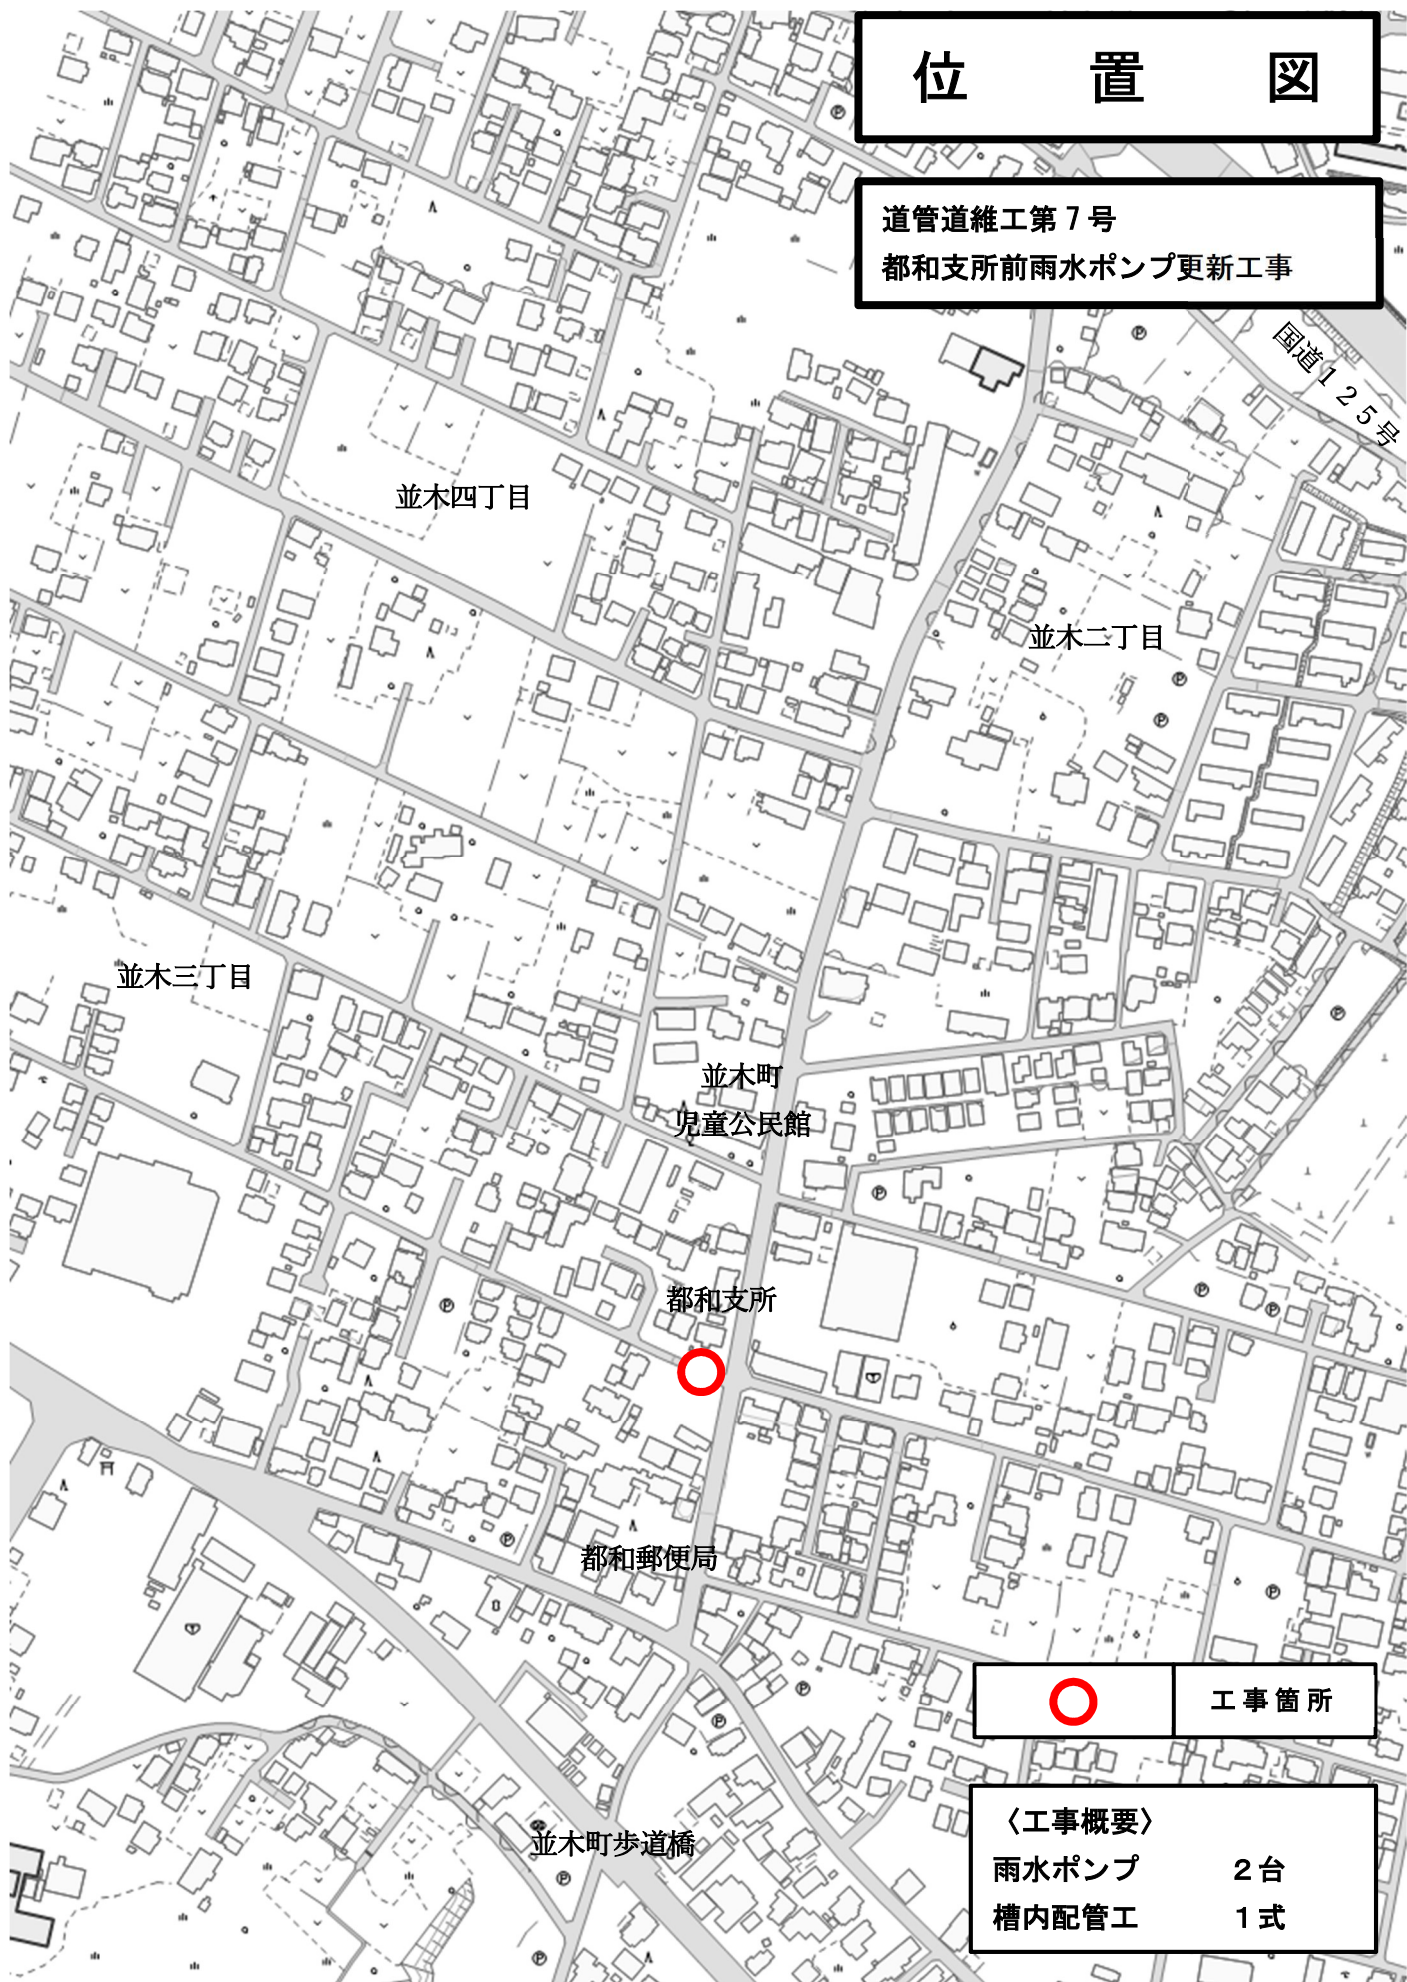 位置図
道管道維工第７号
都和支所前雨水ポンプ更新工事
国道１２５号
並木四丁目
並木二丁目
並木三丁目
並木町
児童公民館
都和支所
都和郵便局
工事箇所
並木町歩道橋
〈工事概要〉
雨水ポンプ ２台
槽内配管工 １式